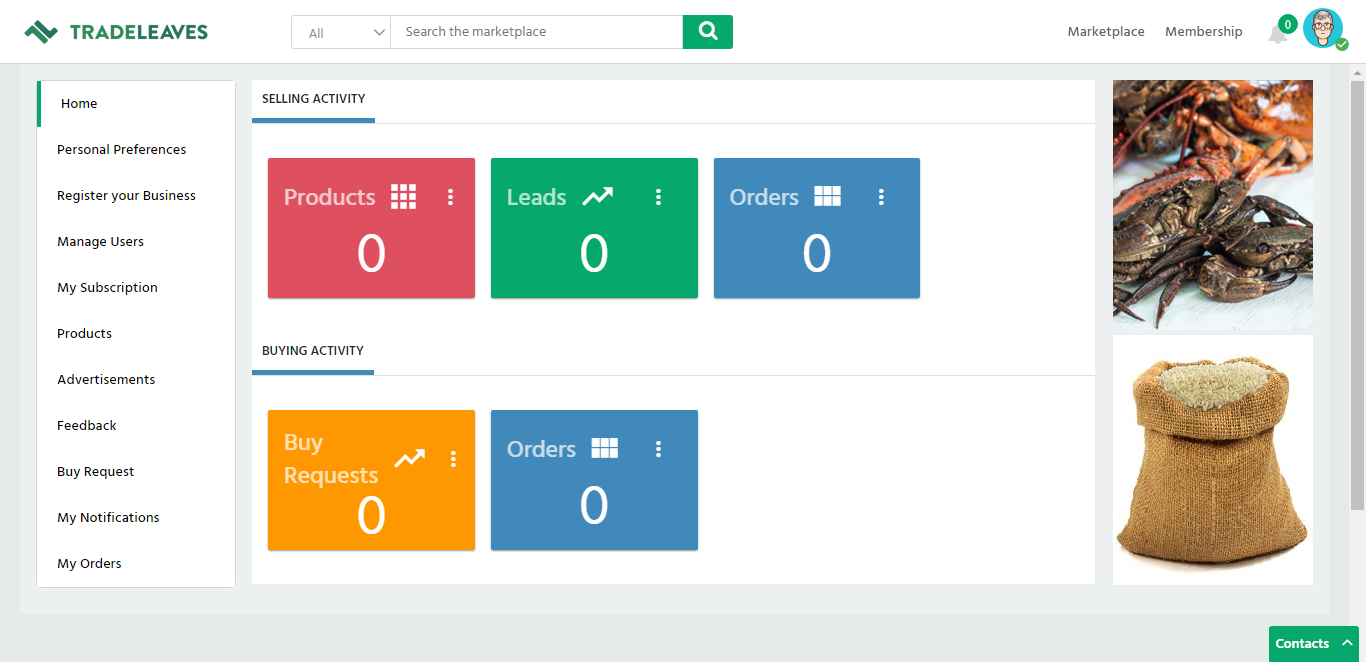 TRADELEAVES
All
Search the marketplace
Marketplace
Membership
0
Home
Personal Preferences
Register your Business
Manage Users
My Subscription
Products
Advertisements
Feedback
Buy Request
My Notifications
My Orders
SELLING ACTIVITY
Products
0
Leads
0
Orders
0
BUYING ACTIVITY
Buy
Requests
0
Orders
0
Contacts